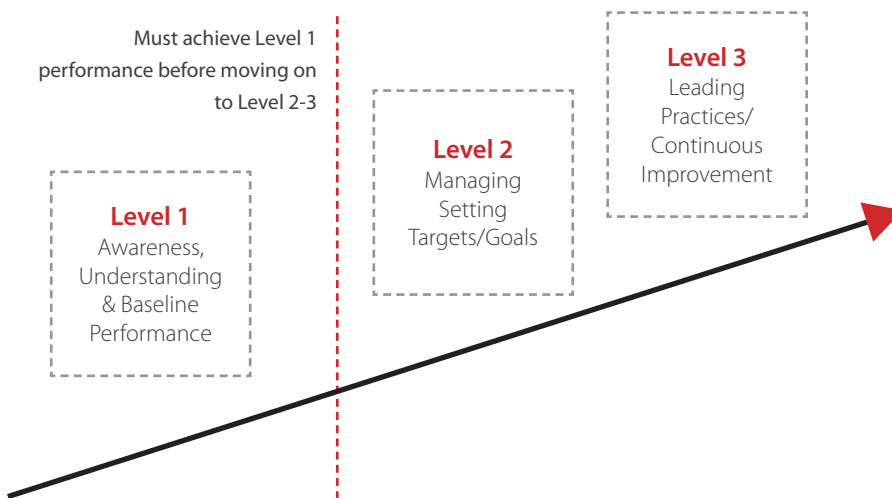 Must achieve Level 1
performance before moving on
to Level 2-3
Level 1
Awareness,
Understanding
& Baseline
Performance
Level 2
Managing
Setting
Targets/Goals
Level 3
Leading
Practices/
Continuous
Improvement